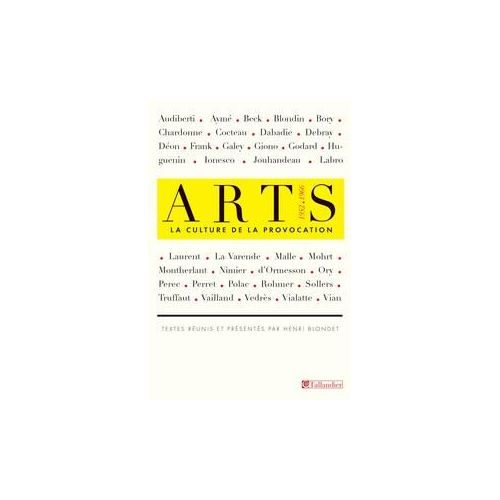 Audiberti • Aymé • Beck • Blondin • Bory •
Chardonne • Cocteau • Dabadie • Debray •
Déon • Frank • Galey • Giono • Godard • Hu-
guenin • Ionesco • Jouhandeau • Labro
ARTS
1952 • 1966
LA CULTURE DE LA PROVOCATION
• Laurent • La Varende • Malle • Mohrt •
Montherlant • Nimier • d'Ormesson • Ory •
Perec • Perret • Polac • Rohmer • Sollers •
Truffaut • Vailland • Vedrès • Vialatte • Vian
TEXTES RÉUNIS ET PRÉSENTÉS PAR HENRI BLONDET
Tallandier